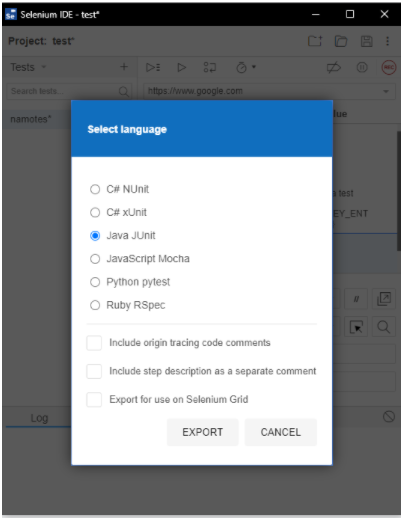 Selenium IDE - test*
Project: test*
Tests
Search tests...
https://www.google.com
namotes*
lue
Select language
C# NUnit
C# xUnit
Java JUnit
JavaScript Mocha
Python pytest
Ruby RSpec
test
EY_ENT
//
Include origin tracing code comments
Include step description as a separate comment
Export for use on Selenium Grid
EXPORT
CANCEL
Log